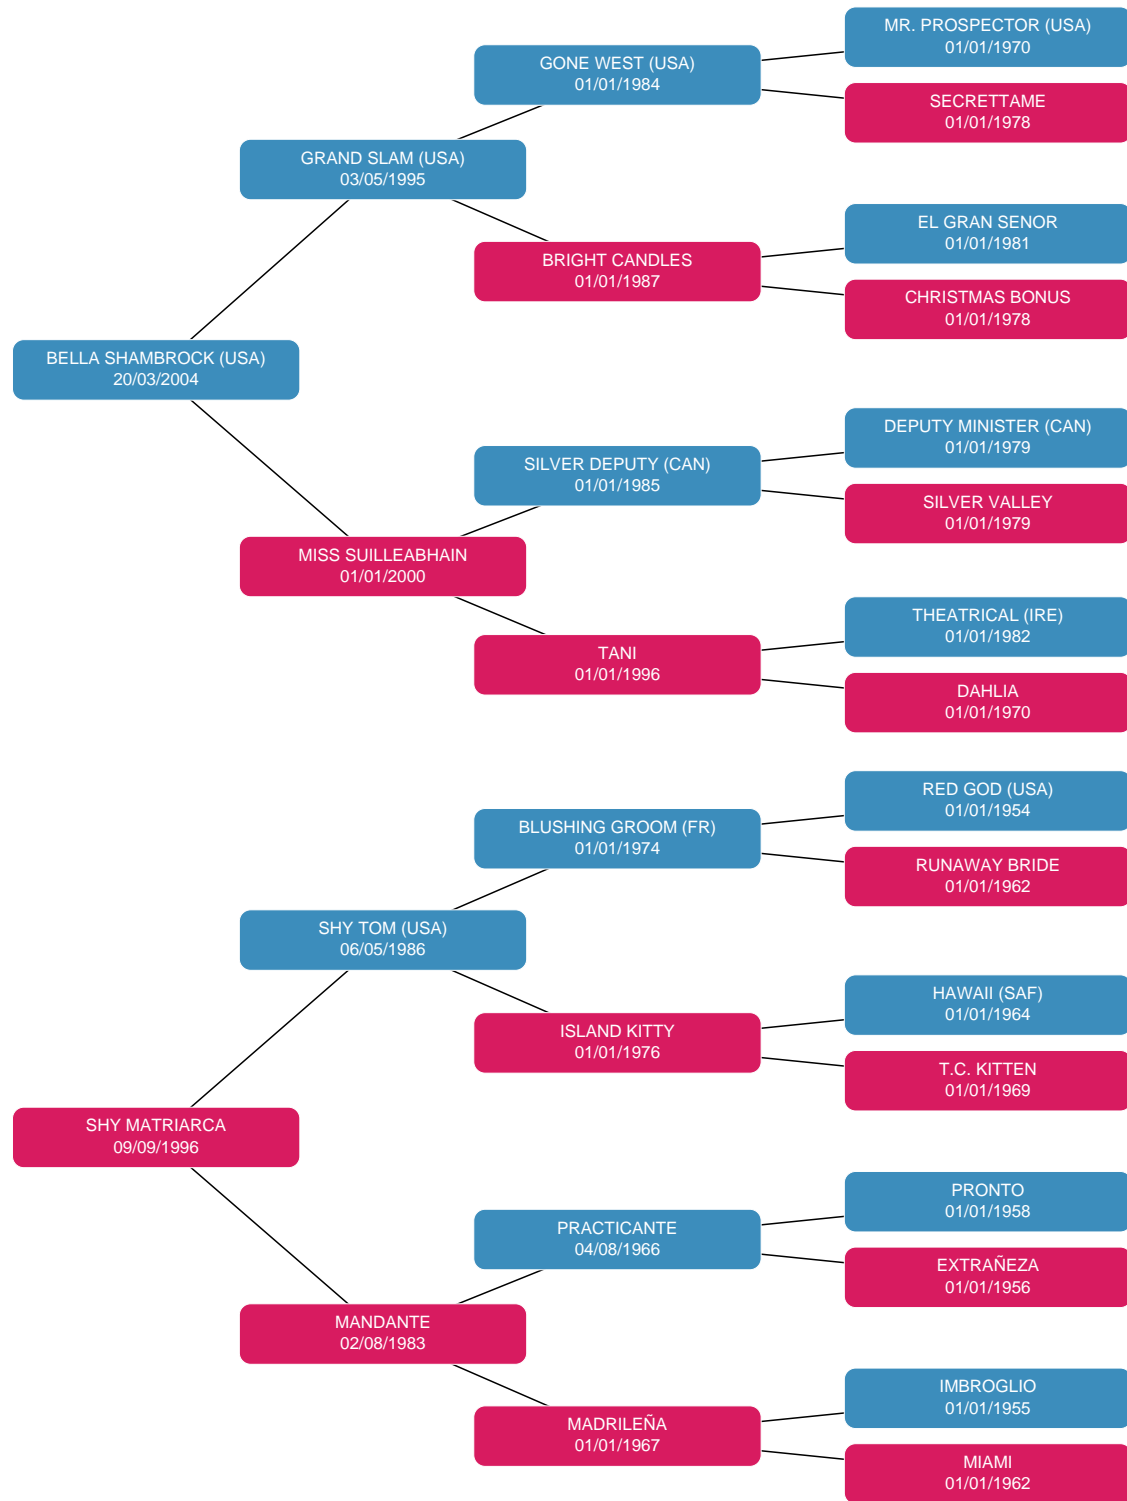 MR. PROSPECTOR (USA)
01/01/1970
GONE WEST (USA)
01/01/1984
SECRETTAME
01/01/1978
GRAND SLAM (USA)
03/05/1995
EL GRAN SENOR
01/01/1981
BRIGHT CANDLES
01/01/1987
CHRISTMAS BONUS
01/01/1978
BELLA SHAMBROCK (USA)
20/03/2004
DEPUTY MINISTER (CAN)
01/01/1979
SILVER DEPUTY (CAN)
01/01/1985
SILVER VALLEY
01/01/1979
MISS SUILLEABHAIN
01/01/2000
THEATRICAL (IRE)
01/01/1982
TANI
01/01/1996
DAHLIA
01/01/1970
RED GOD (USA)
01/01/1954
BLUSHING GROOM (FR)
01/01/1974
RUNAWAY BRIDE
01/01/1962
SHY TOM (USA)
06/05/1986
HAWAII (SAF)
01/01/1964
ISLAND KITTY
01/01/1976
T.C. KITTEN
01/01/1969
SHY MATRIARCA
09/09/1996
PRONTO
01/01/1958
PRACTICANTE
04/08/1966
EXTRAÑEZA
01/01/1956
MANDANTE
02/08/1983
IMBROGLIO
01/01/1955
MADRILEÑA
01/01/1967
MIAMI
01/01/1962